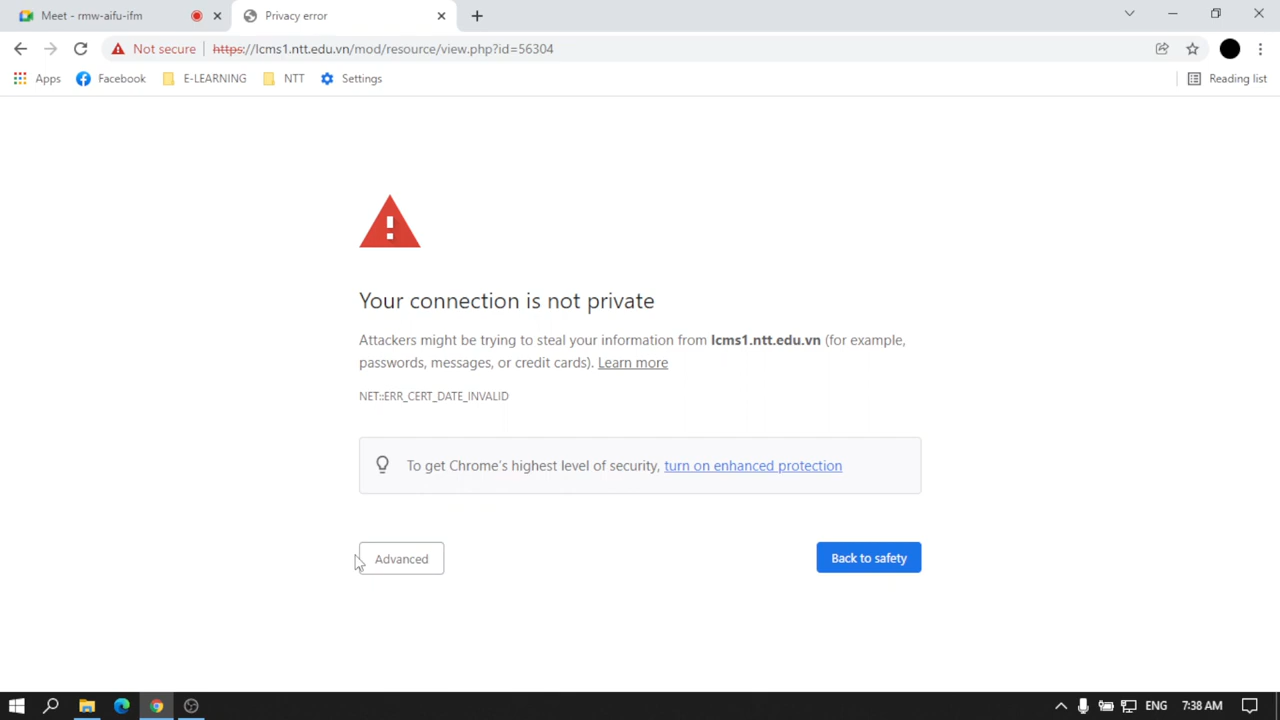 Meet - rmw-aifu-ifm
Privacy error
Not secure
https://lcms1.ntt.edu.vn/mod/resource/view.php?id=56304
Apps
Facebook
E-LEARNING
NTT
Settings
Reading list
Your connection is not private
Attackers might be trying to steal your information from lcms1.ntt.edu.vn (for example,
passwords, messages, or credit cards). Learn more
NET::ERR_CERT_DATE_INVALID
To get Chrome's highest level of security, turn on enhanced protection
Advanced
Back to safety
ENG
7:38 AM